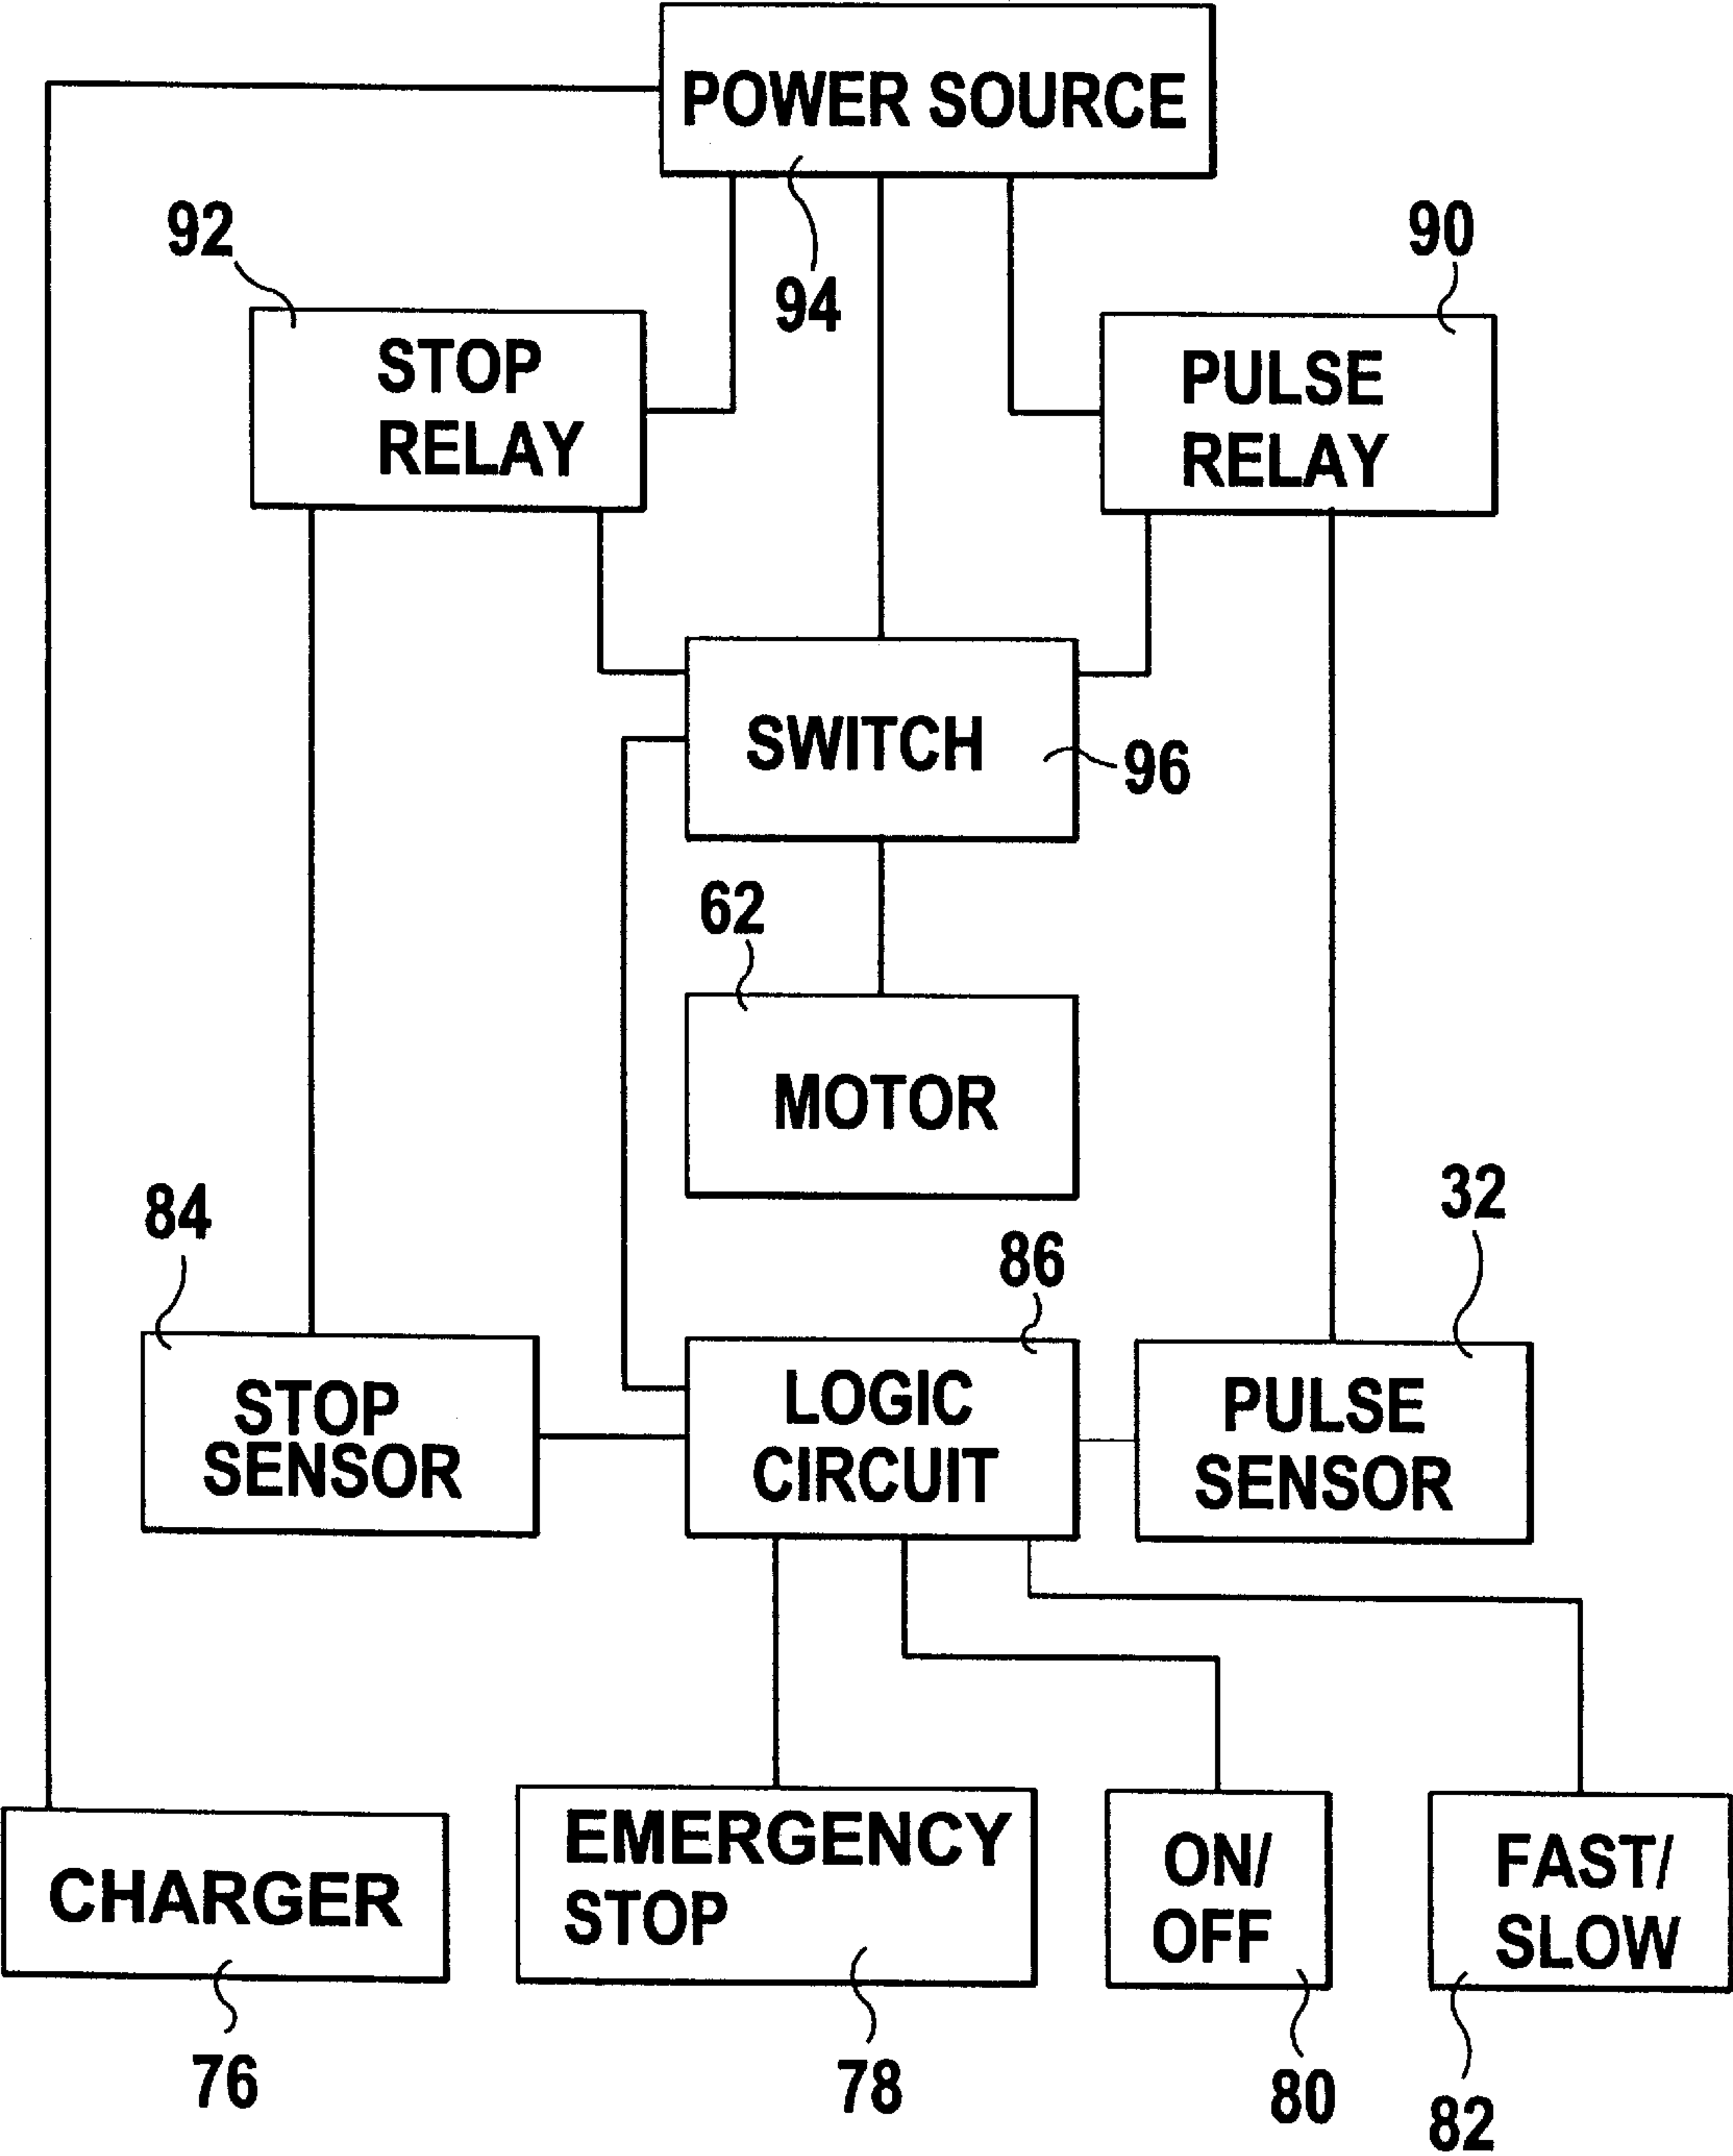 POWER SOURCE
94
92
STOP
RELAY
90
PULSE
RELAY
SWITCH
96
62
MOTOR
84
STOP
SENSOR
86
LOGIC
CIRCUIT
32
PULSE
SENSOR
CHARGER
76
EMERGENCY
STOP
78
ON/
OFF
80
FAST/
SLOW
82